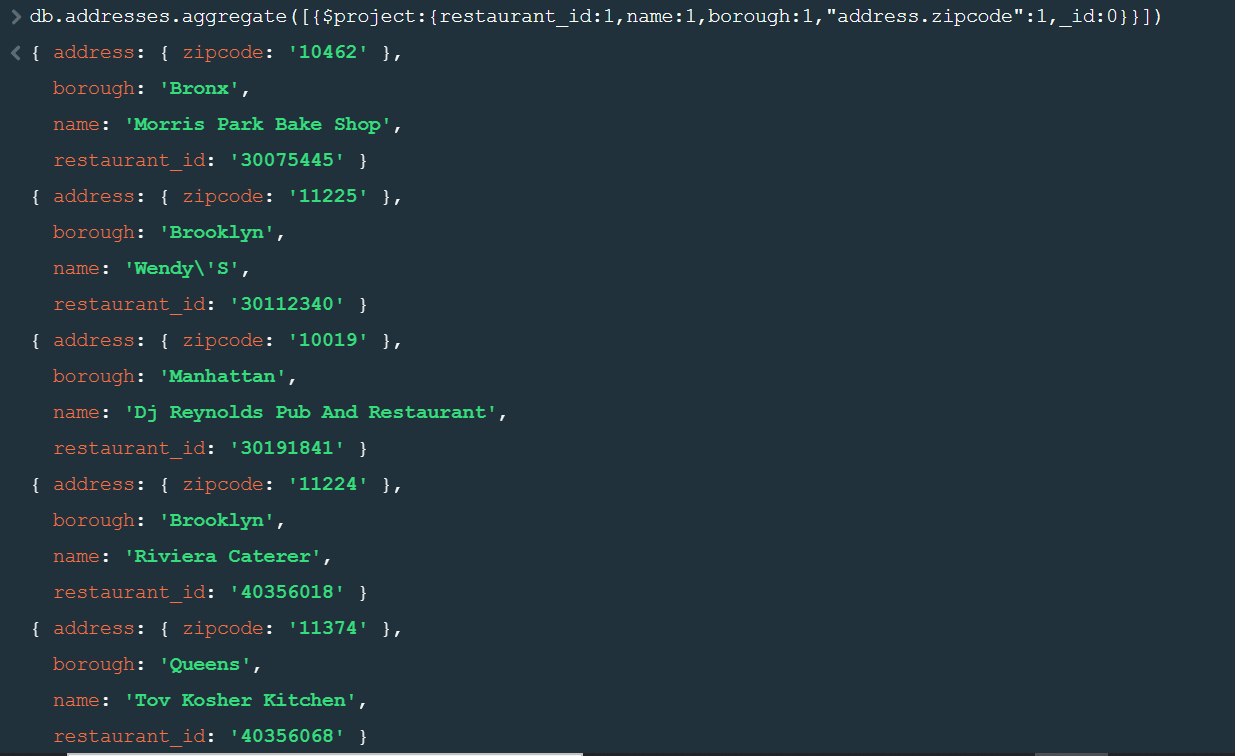 > db.addresses.aggregate([{$project:{restaurant_id:1,name:1,borough:1,"address.zipcode":1,_id:0}}])
< { address: { zipcode: '10462' },
borough: 'Bronx',
name: 'Morris Park Bake Shop',
restaurant_id: '30075445' }
{ address: { zipcode: '11225' },
borough: 'Brooklyn',
name: 'Wendy\'S',
restaurant_id: '30112340' }
{ address: { zipcode: '10019' },
borough: 'Manhattan',
name: 'Dj Reynolds Pub And Restaurant',
restaurant_id: '30191841' }
{ address: { zipcode: '11224' },
borough: 'Brooklyn',
name: 'Riviera Caterer',
restaurant_id: '40356018' }
{ address: { zipcode: '11374' },
borough: 'Queens',
name: 'Tov Kosher Kitchen',
restaurant_id: '40356068' }